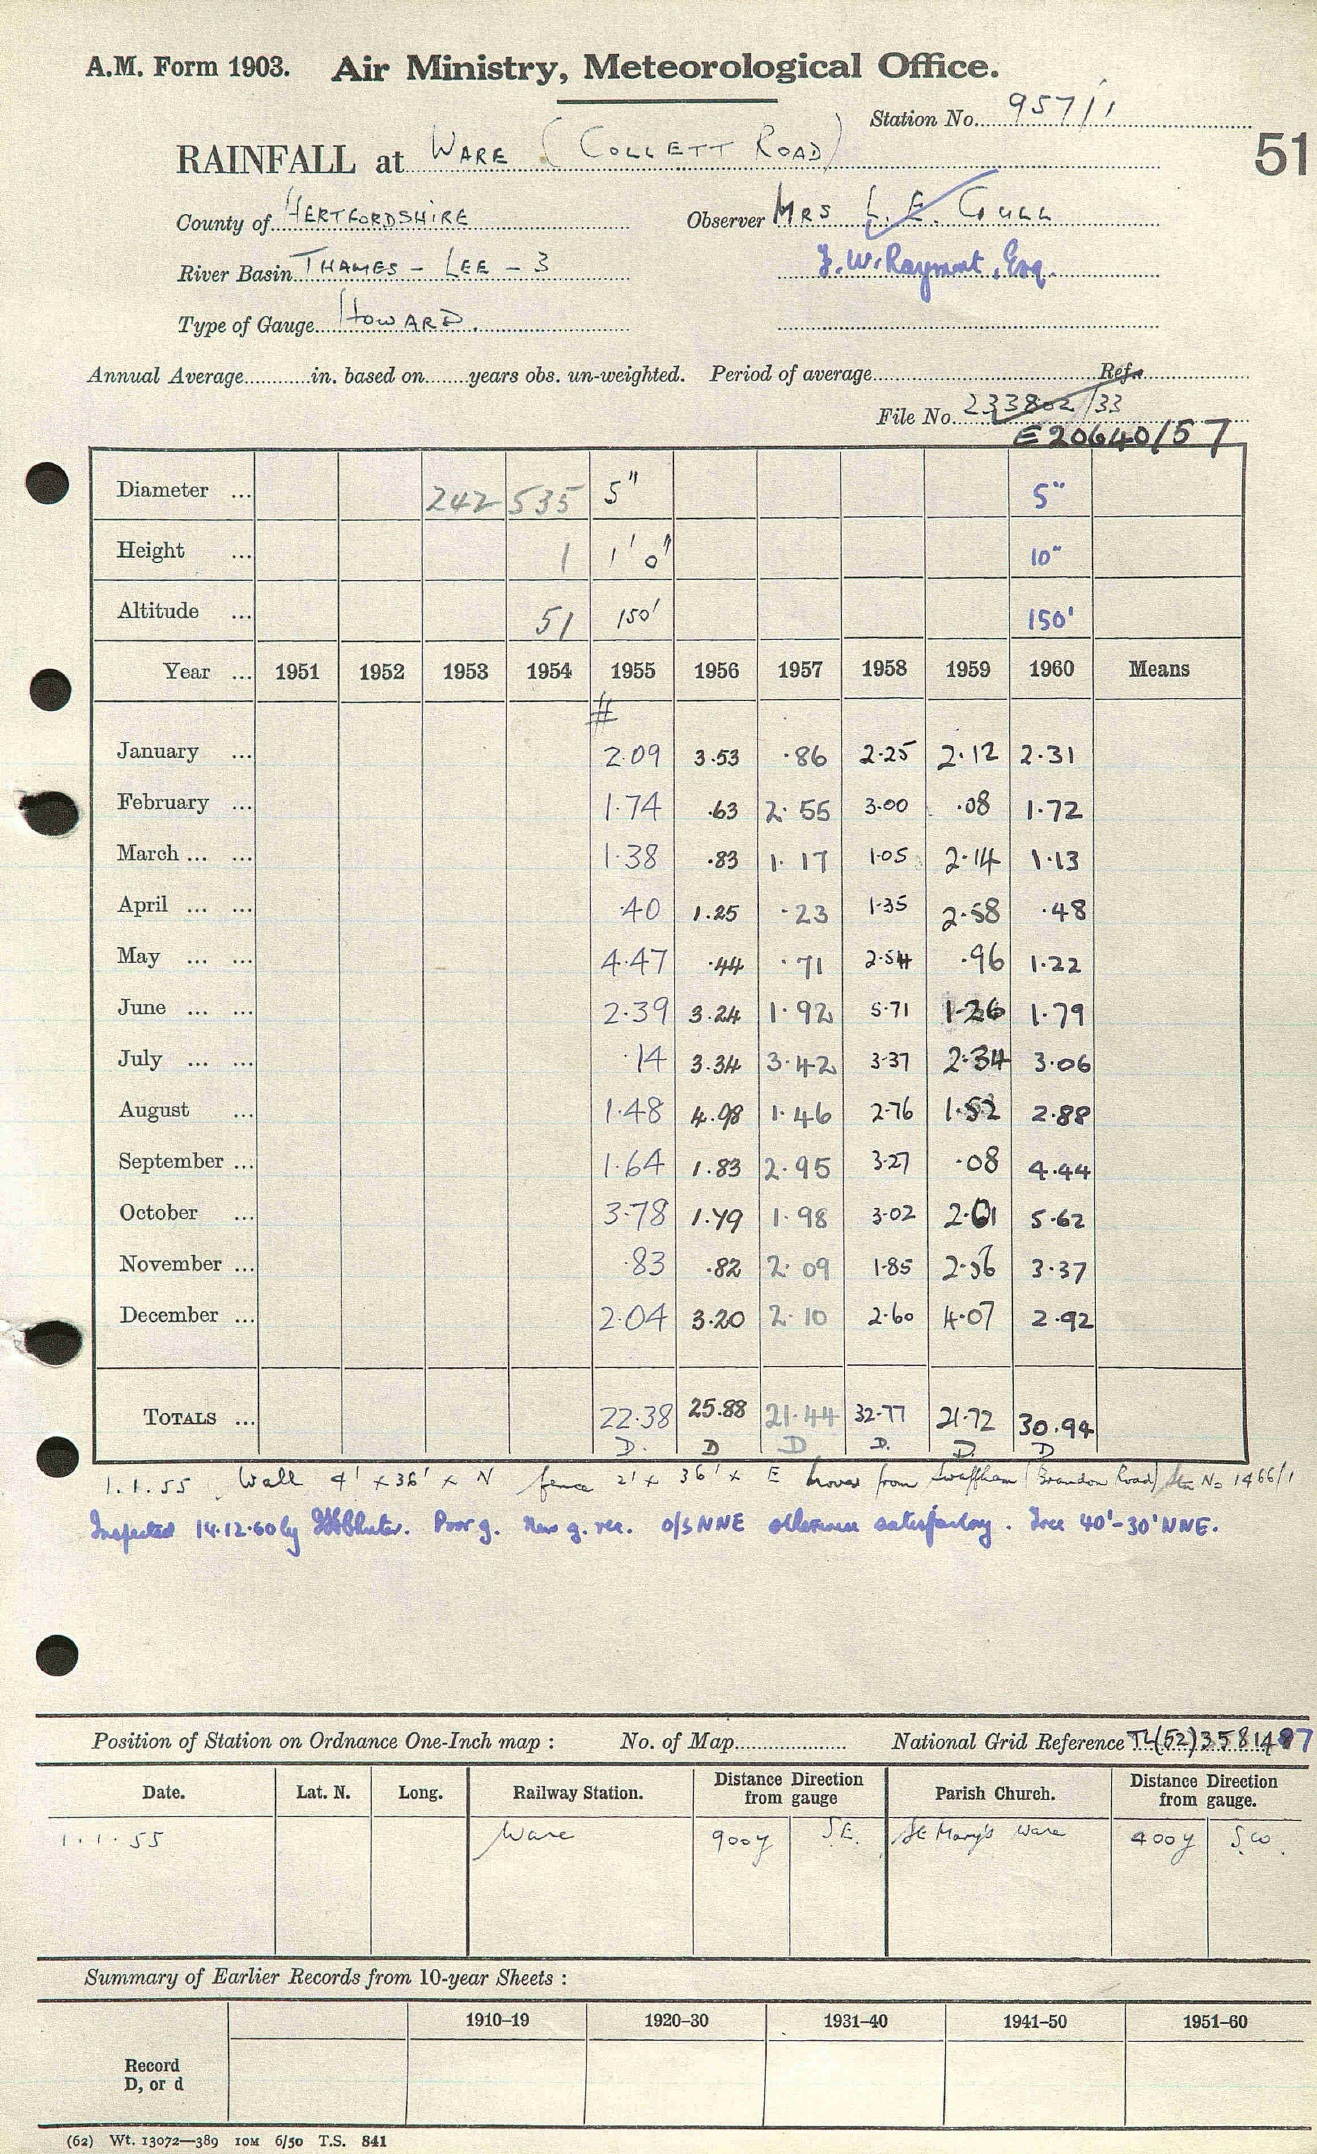 A.M. Form 1903. Air Ministry, Meteorological Office.
Station No. 957/1
51
RAINFALL at WARE (COLLETT ROAD)
County of HERTFORDSHIRE Observer MRS L. E. GULL
River Basin THAMES - LEE - 3 F. W. Rayment, Esq.
Type of Gauge HOWARD.
Annual Average............in. based on.......years obs. un-weighted. Period of average
Ref.
File No. 233802/33
E20640/57
Diameter ... 242 535 5" 5"
Height ... 1 1' 0" 10"
Altitude ... 51 150' 150'
Year ... 1951 1952 1953 1954 1955 1956 1957 1958 1959 1960 Means
#
January ... 2.09 3.53 .86 2.25 2.12 2.31
February ... 1.74 .63 2.55 3.00 .08 1.72
March ... ... 1.38 .83 1.17 1.05 2.14 1.13
April ... ... .40 1.25 .23 1.35 2.58 .48
May ... ... 4.47 .44 .71 2.54 .96 1.22
June ... ... 2.39 3.24 1.92 5.71 1.26 1.79
July ... ... .14 3.34 3.42 3.37 2.34 3.06
August ... 1.48 4.98 1.46 2.76 1.52 2.88
September ... 1.64 1.83 2.95 3.27 .08 4.44
October ... 3.78 1.79 1.98 3.02 2.01 5.62
November ... .83 .82 2.09 1.85 2.56 3.37
December ... 2.04 3.20 2.10 2.60 4.07 2.92
TOTALS ... 22.38 25.88 21.44 32.77 21.72 30.94
D. D D D. D. D
1.1.55 Wall 4' x 36' x N fence 2' x 36' x E moved from Swaffham (Brandon Road) Stn No 1466/1
Inspected 14.12.60 by Poor g. New g. rec. O/S NNE otherwise satisfactory. Tree 40'-30' NNE.
Position of Station on Ordnance One-Inch map : No. of Map National Grid Reference TL(52)358147
Date. Lat. N. Long. Railway Station. Distance Direction from gauge Parish Church. Distance Direction from gauge.
1.1.55 Ware 900y S.E. St Mary's Ware 400y S.W.
Summary of Earlier Records from 10-year Sheets :
1910–19 1920–30 1931–40 1941–50 1951–60
Record
D, or d
(62) Wt. 13072—389 10M 6/50 T.S. 841